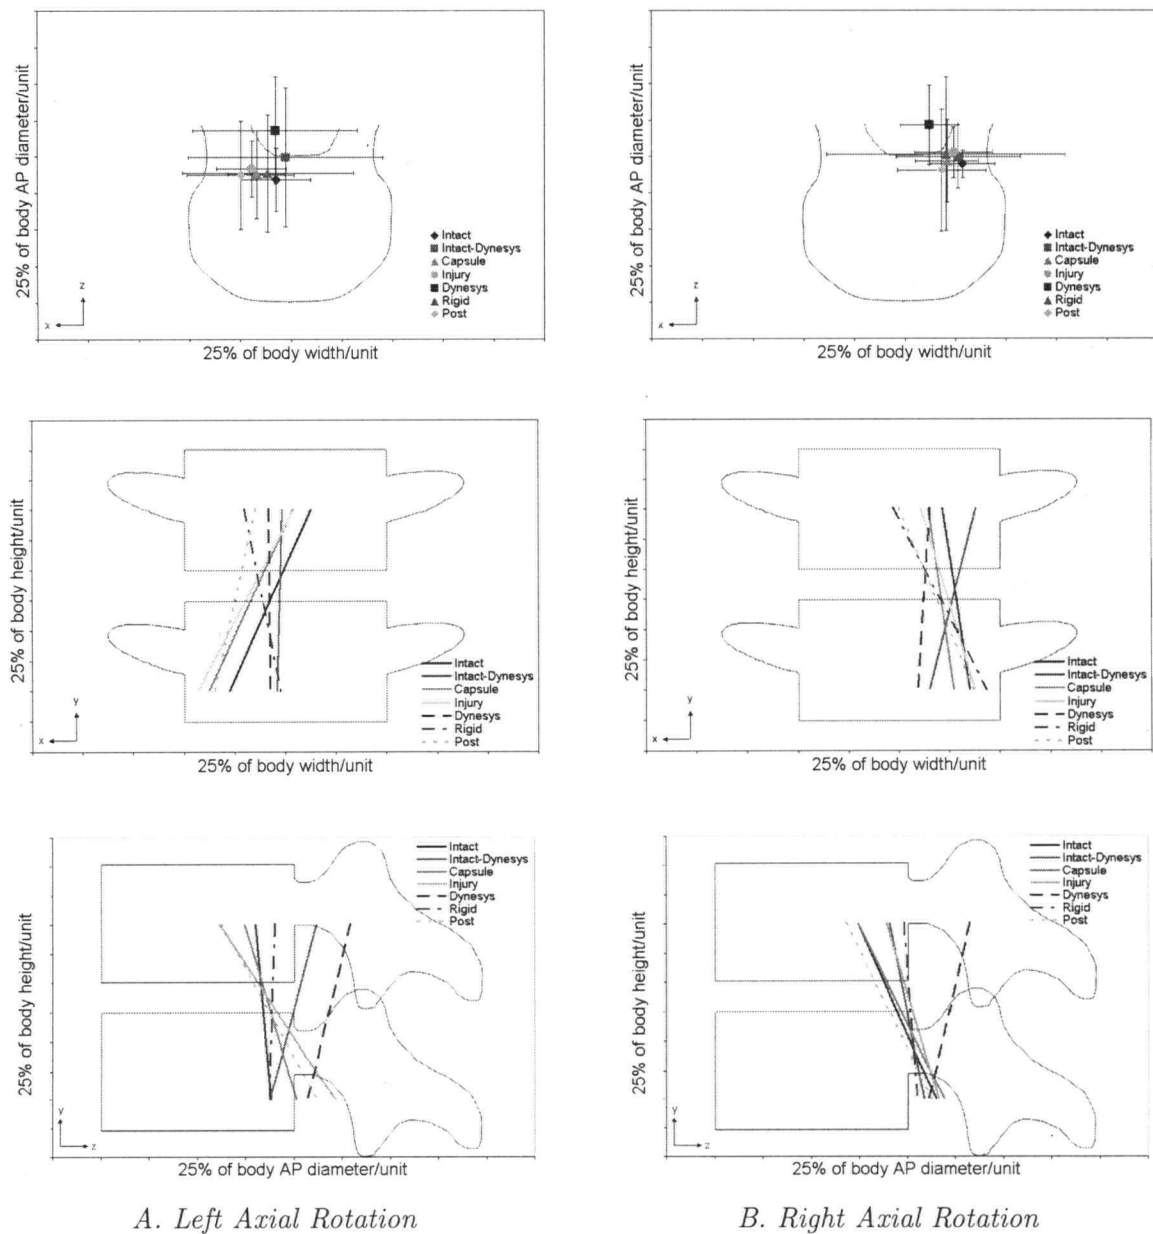 25% of body AP diameter/unit
Intact
Intact-Dynesys
Capsule
Injury
Dynesys
Rigid
Post
z
x
25% of body width/unit
25% of body AP diameter/unit
Intact
Intact-Dynesys
Capsule
Injury
Dynesys
Rigid
Post
z
x
25% of body width/unit
25% of body height/unit
Intact
Intact-Dynesys
Capsule
Injury
Dynesys
Rigid
Post
y
x
25% of body width/unit
25% of body height/unit
Intact
Intact-Dynesys
Capsule
Injury
Dynesys
Rigid
Post
y
x
25% of body width/unit
25% of body height/unit
Intact
Intact-Dynesys
Capsule
Injury
Dynesys
Rigid
Post
y
z
25% of body AP diameter/unit
25% of body height/unit
Intact
Intact-Dynesys
Capsule
Injury
Dynesys
Rigid
Post
y
z
25% of body AP diameter/unit
A. Left Axial Rotation
B. Right Axial Rotation